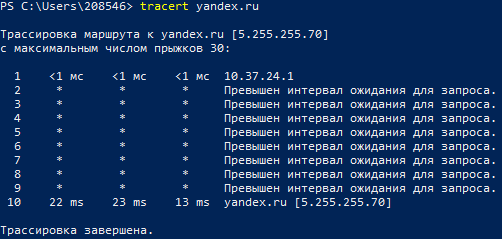 PS C:\Users\208546> tracert yandex.ru
Трассировка маршрута к yandex.ru [5.255.255.70]
с максимальным числом прыжков 30:
1 <1 мс <1 мс <1 мс 10.37.24.1
2 * * * Превышен интервал ожидания для запроса.
3 * * * Превышен интервал ожидания для запроса.
4 * * * Превышен интервал ожидания для запроса.
5 * * * Превышен интервал ожидания для запроса.
6 * * * Превышен интервал ожидания для запроса.
7 * * * Превышен интервал ожидания для запроса.
8 * * * Превышен интервал ожидания для запроса.
9 * * * Превышен интервал ожидания для запроса.
10 22 ms 23 ms 13 ms yandex.ru [5.255.255.70]
Трассировка завершена.